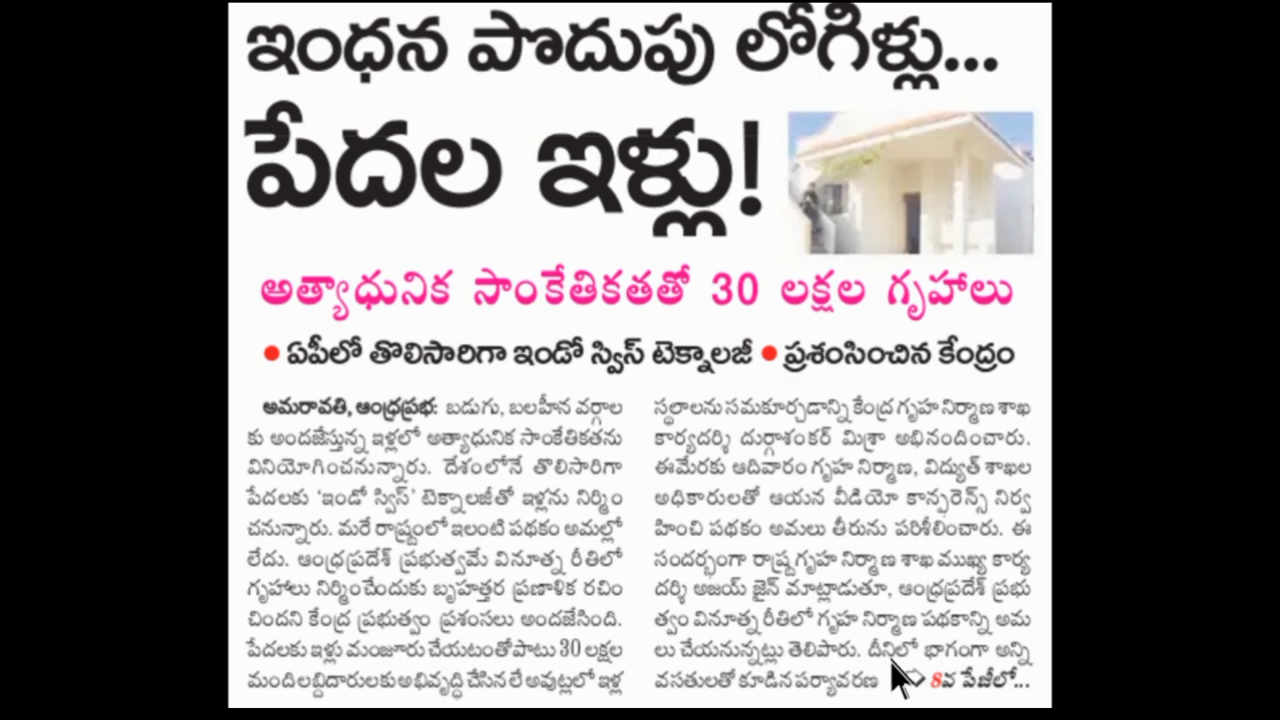 ఇంధన పొదుపు లోగిళ్లు...
పేదల ఇళ్లు!
అత్యాధునిక సాంకేతికతతో 30 లక్షల గృహాలు
• ఏపీలో తొలిసారిగా ఇండో స్విస్ టెక్నాలజీ • ప్రశంసించిన కేంద్రం
అమరావతి, ఆంధ్రప్రభ: బడుగు, బలహీన వర్గాల
కు అందజేస్తున్న ఇళ్లలో అత్యాధునిక సాంకేతికతను
వినియోగించనున్నారు. దేశంలోనే తొలిసారిగా
పేదలకు 'ఇండో స్విస్' టెక్నాలజీతో ఇళ్లను నిర్మిం
చనున్నారు. మరే రాష్ట్రంలో ఇలంటి పథకం అమల్లో
లేదు. ఆంధ్రప్రదేశ్ ప్రభుత్వమే వినూత్న రీతిలో
గృహాలు నిర్మించేందుకు బృహత్తర ప్రణాళిక రచిం
చిందని కేంద్ర ప్రభుత్వం ప్రశంసలు అందజేసింది.
పేదలకు ఇళ్లు మంజూరు చేయటంతోపాటు 30 లక్షల
మంది లబ్ధిదారులకు అభివృద్ధి చేసిన లే అవుట్లలో ఇళ్ల
స్థలాలను సమకూర్చడాన్ని కేంద్ర గృహ నిర్మాణ శాఖ
కార్యదర్శి దుర్గాశంకర్ మిశ్రా అభినందించారు.
ఈమేరకు ఆదివారం గృహ నిర్మాణ, విద్యుత్ శాఖల
అధికారులతో ఆయన వీడియో కాన్ఫరెన్స్ నిర్వ
హించి పథకం అమలు తీరును పరిశీలించారు. ఈ
సందర్భంగా రాష్ట్ర గృహ నిర్మాణ శాఖ ముఖ్య కార్య
దర్శి అజయ్ జైన్ మాట్లాడుతూ, ఆంధ్రప్రదేశ్ ప్రభు
త్వం వినూత్న రీతిలో గృహ నిర్మాణ పథకాన్ని అమ
లు చేయనున్నట్లు తెలిపారు. దీనిలో భాగంగా అన్ని
వసతులతో కూడిన పర్యావరణ 8వ పేజీలో...